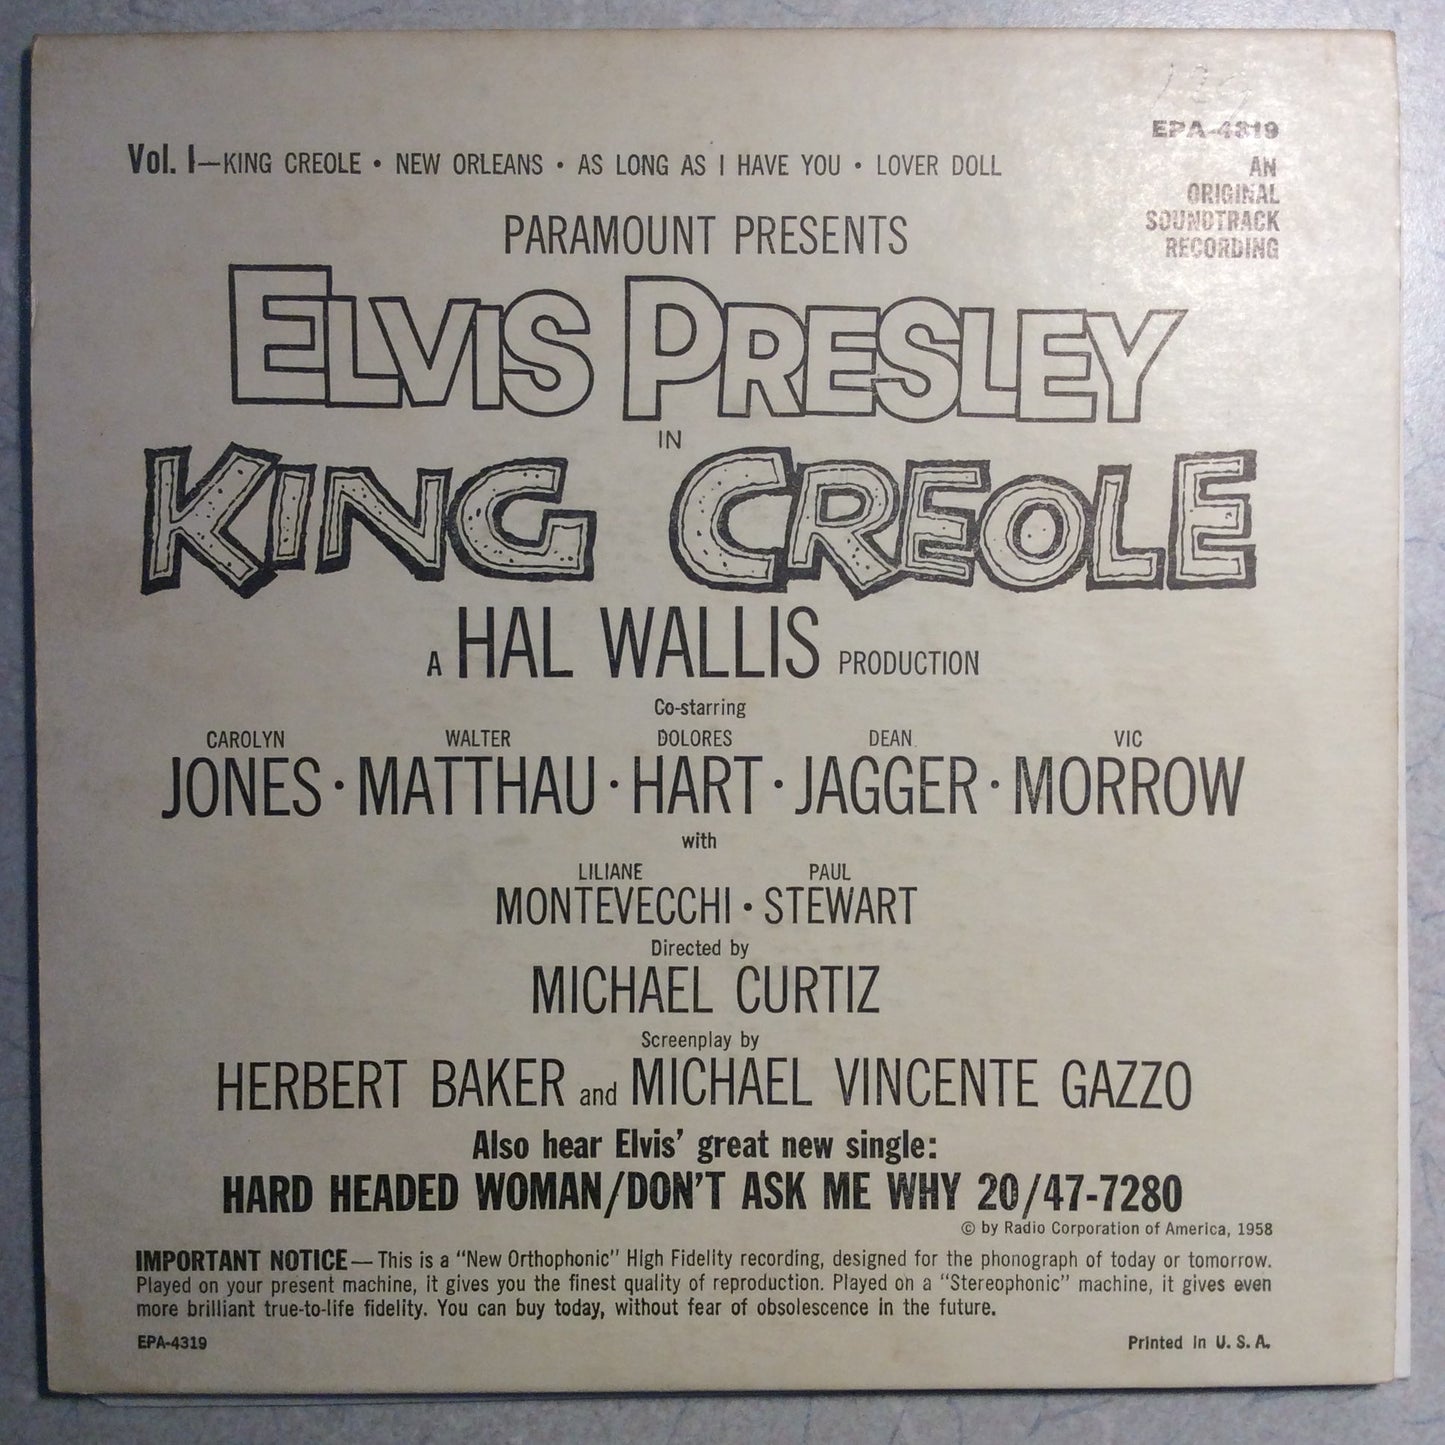 EPA-4319
Vol. I—KING CREOLE • NEW ORLEANS • AS LONG AS I HAVE YOU • LOVER DOLL
AN
ORIGINAL
SOUNDTRACK
RECORDING
PARAMOUNT PRESENTS
ELVIS PRESLEY
IN
KING CREOLE
A HAL WALLIS PRODUCTION
Co-starring
CAROLYN WALTER DOLORES DEAN VIC
JONES • MATTHAU • HART • JAGGER • MORROW
with
LILIANE PAUL
MONTEVECCHI • STEWART
Directed by
MICHAEL CURTIZ
Screenplay by
HERBERT BAKER and MICHAEL VINCENTE GAZZO
Also hear Elvis' great new single:
HARD HEADED WOMAN/DON'T ASK ME WHY 20/47-7280
© by Radio Corporation of America, 1958
IMPORTANT NOTICE—This is a "New Orthophonic" High Fidelity recording, designed for the phonograph of today or tomorrow.
Played on your present machine, it gives you the finest quality of reproduction. Played on a "Stereophonic" machine, it gives even
more brilliant true-to-life fidelity. You can buy today, without fear of obsolescence in the future.
EPA-4319 Printed in U. S. A.